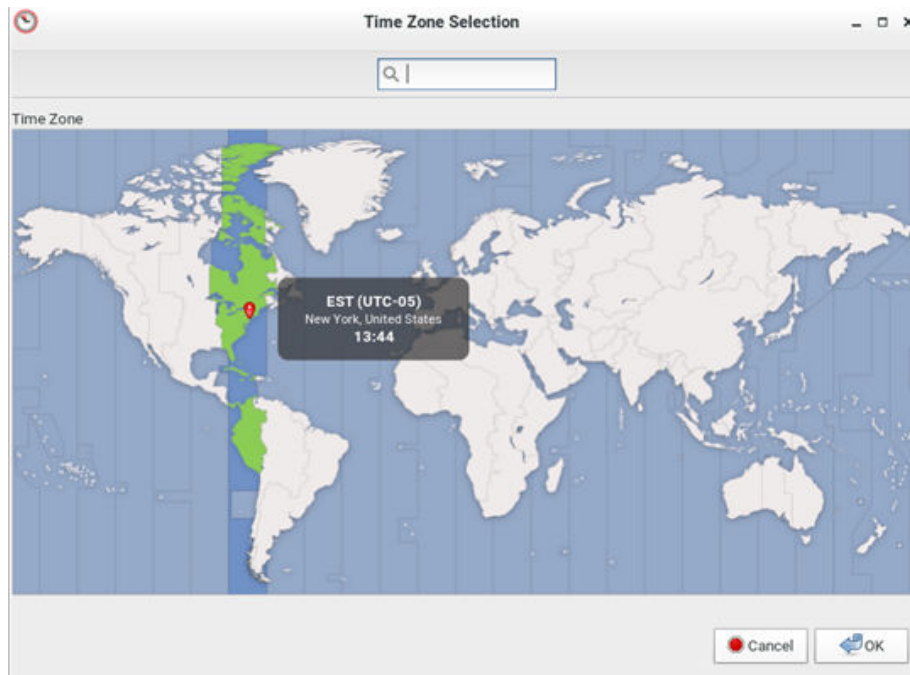 Time Zone Selection
Time Zone
EST (UTC-05)
New York, United States
13:44
Cancel
OK